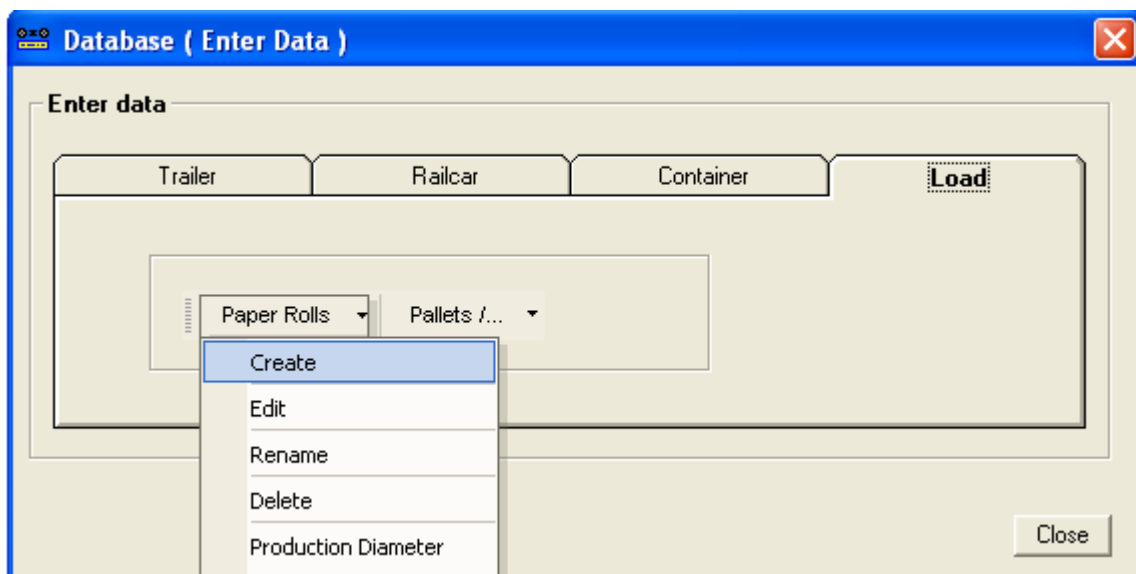 Database ( Enter Data )
Enter data
Trailer Railcar Container Load
Paper Rolls Pallets /...
Create
Edit
Rename
Delete
Production Diameter
Close